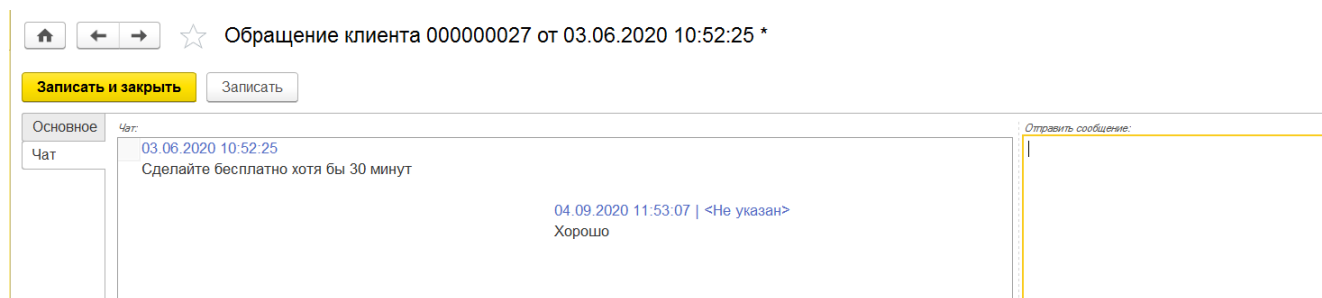 Обращение клиента 000000027 от 03.06.2020 10:52:25 *
Записать и закрыть
Записать
Основное
Чат
Чат:
03.06.2020 10:52:25
Сделайте бесплатно хотя бы 30 минут
04.09.2020 11:53:07 | <Не указан>
Хорошо
Отправить сообщение: